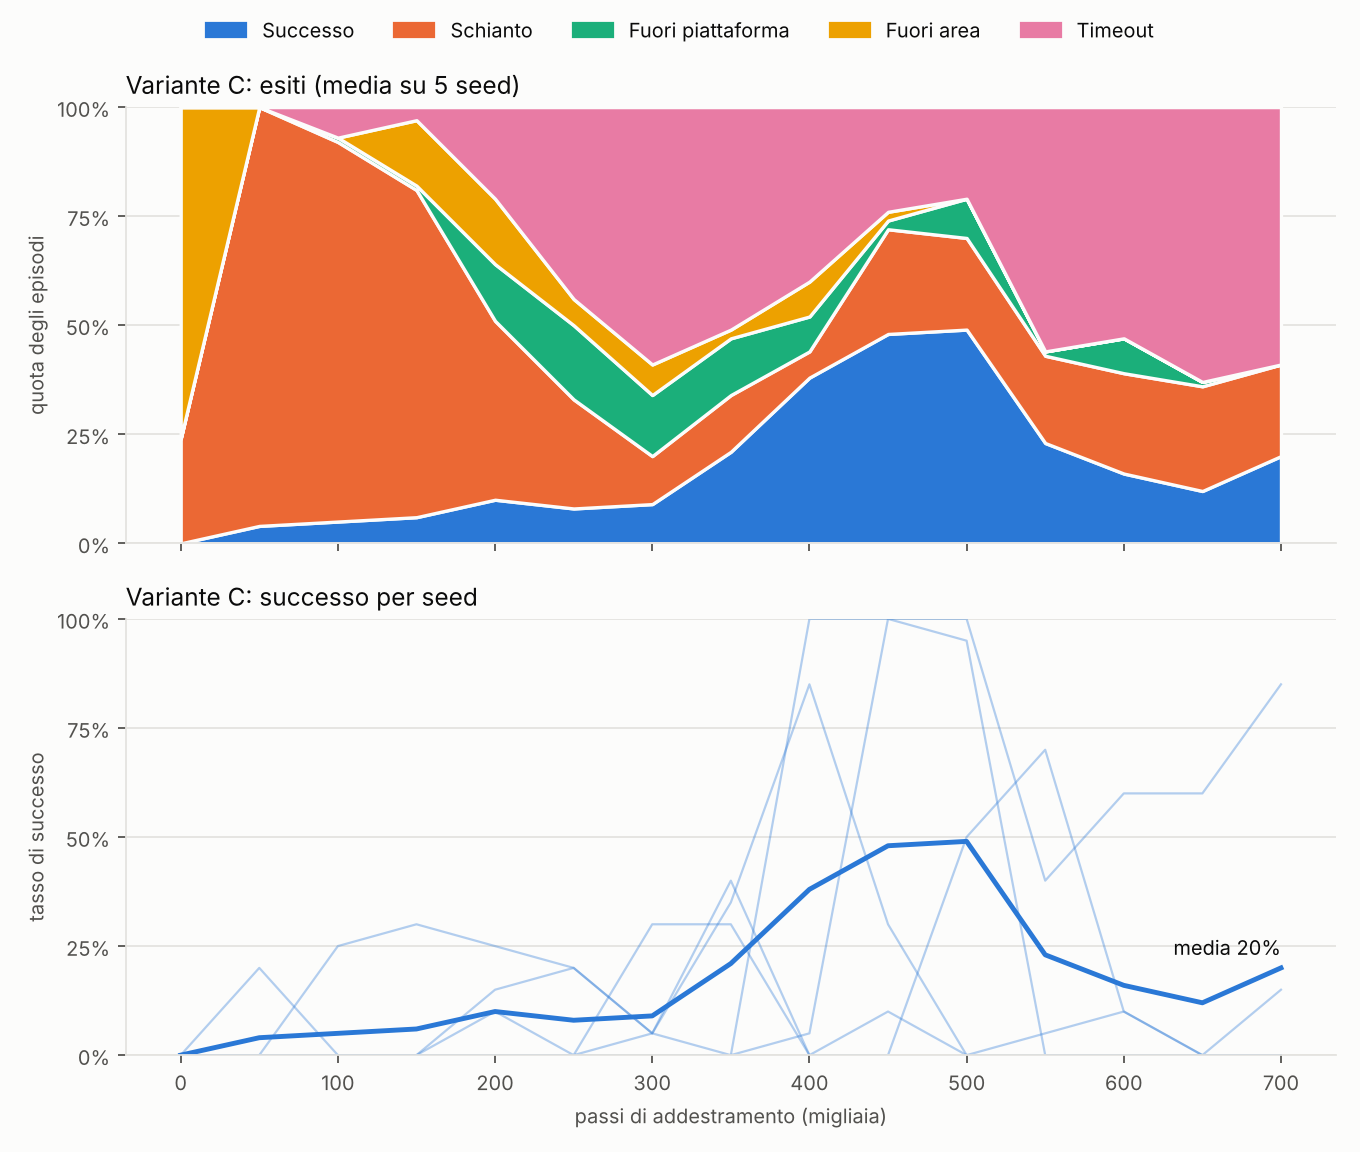 Successo Schianto Fuori piattaforma Fuori area Timeout
Variante C: esiti (media su 5 seed)
100%
75%
50%
25%
0%
quota degli episodi
Variante C: successo per seed
100%
75%
50%
25%
0%
tasso di successo
media 20%
0 100 200 300 400 500 600 700
passi di addestramento (migliaia)